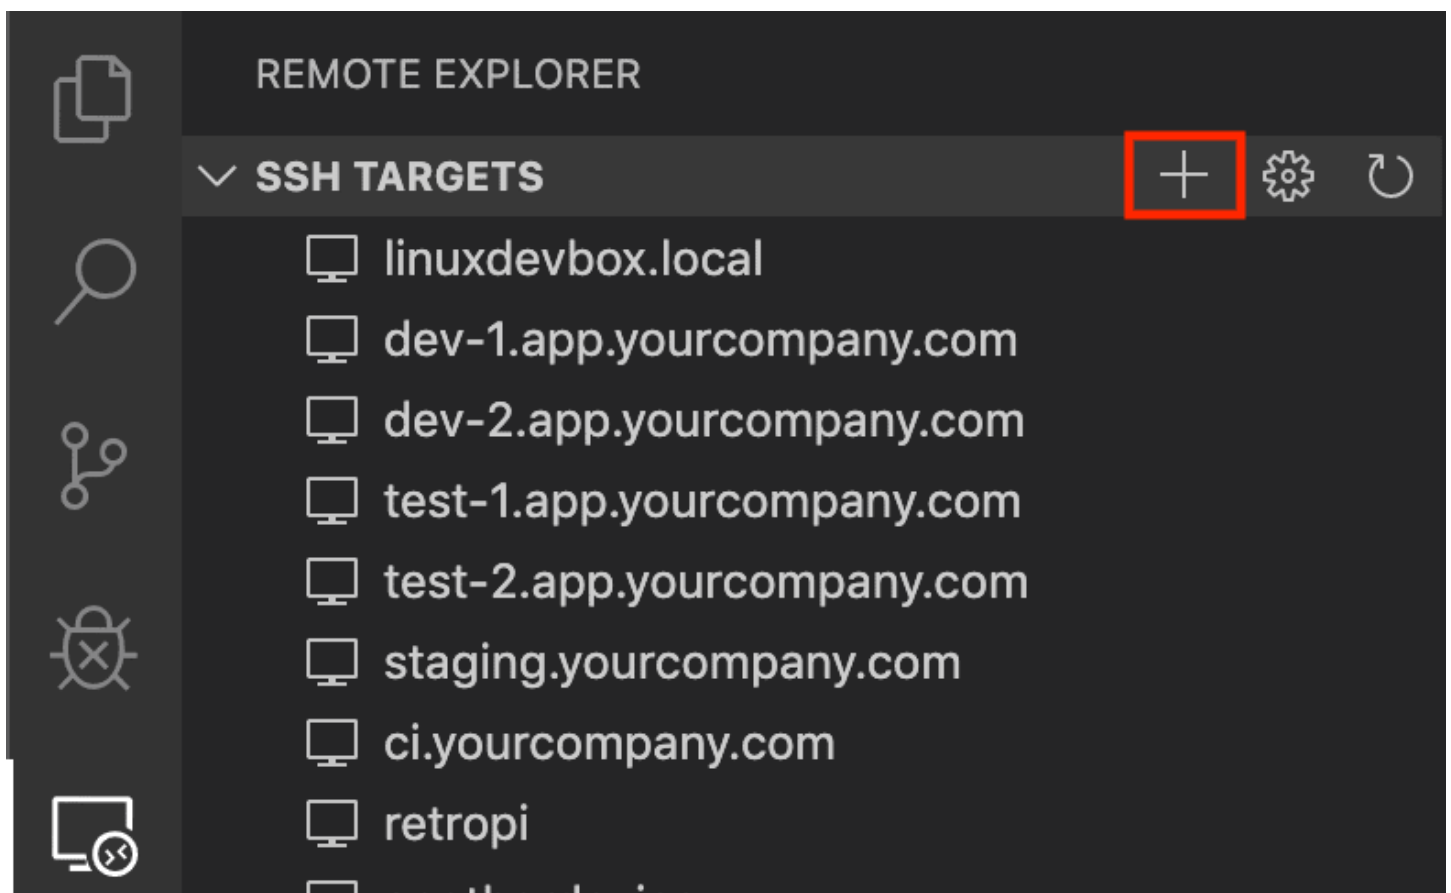 REMOTE EXPLORER
SSH TARGETS
linuxdevbox.local
dev-1.app.yourcompany.com
dev-2.app.yourcompany.com
test-1.app.yourcompany.com
test-2.app.yourcompany.com
staging.yourcompany.com
ci.yourcompany.com
retropi